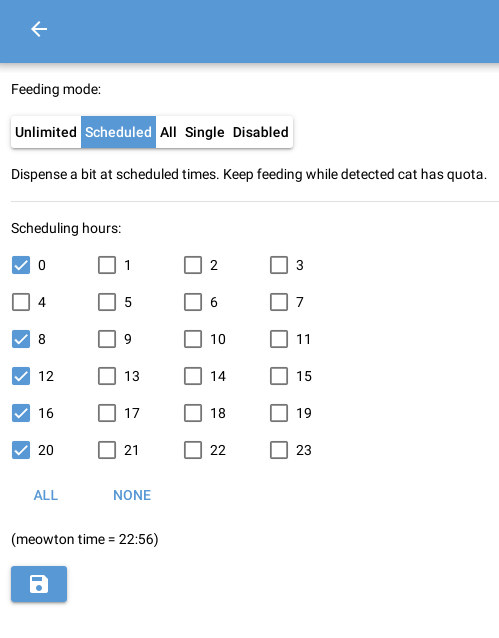 Feeding mode:
Unlimited Scheduled All Single Disabled
Dispense a bit at scheduled times. Keep feeding while detected cat has quota.
Scheduling hours:
0 1 2 3
4 5 6 7
8 9 10 11
12 13 14 15
16 17 18 19
20 21 22 23
ALL NONE
(meowton time = 22:56)